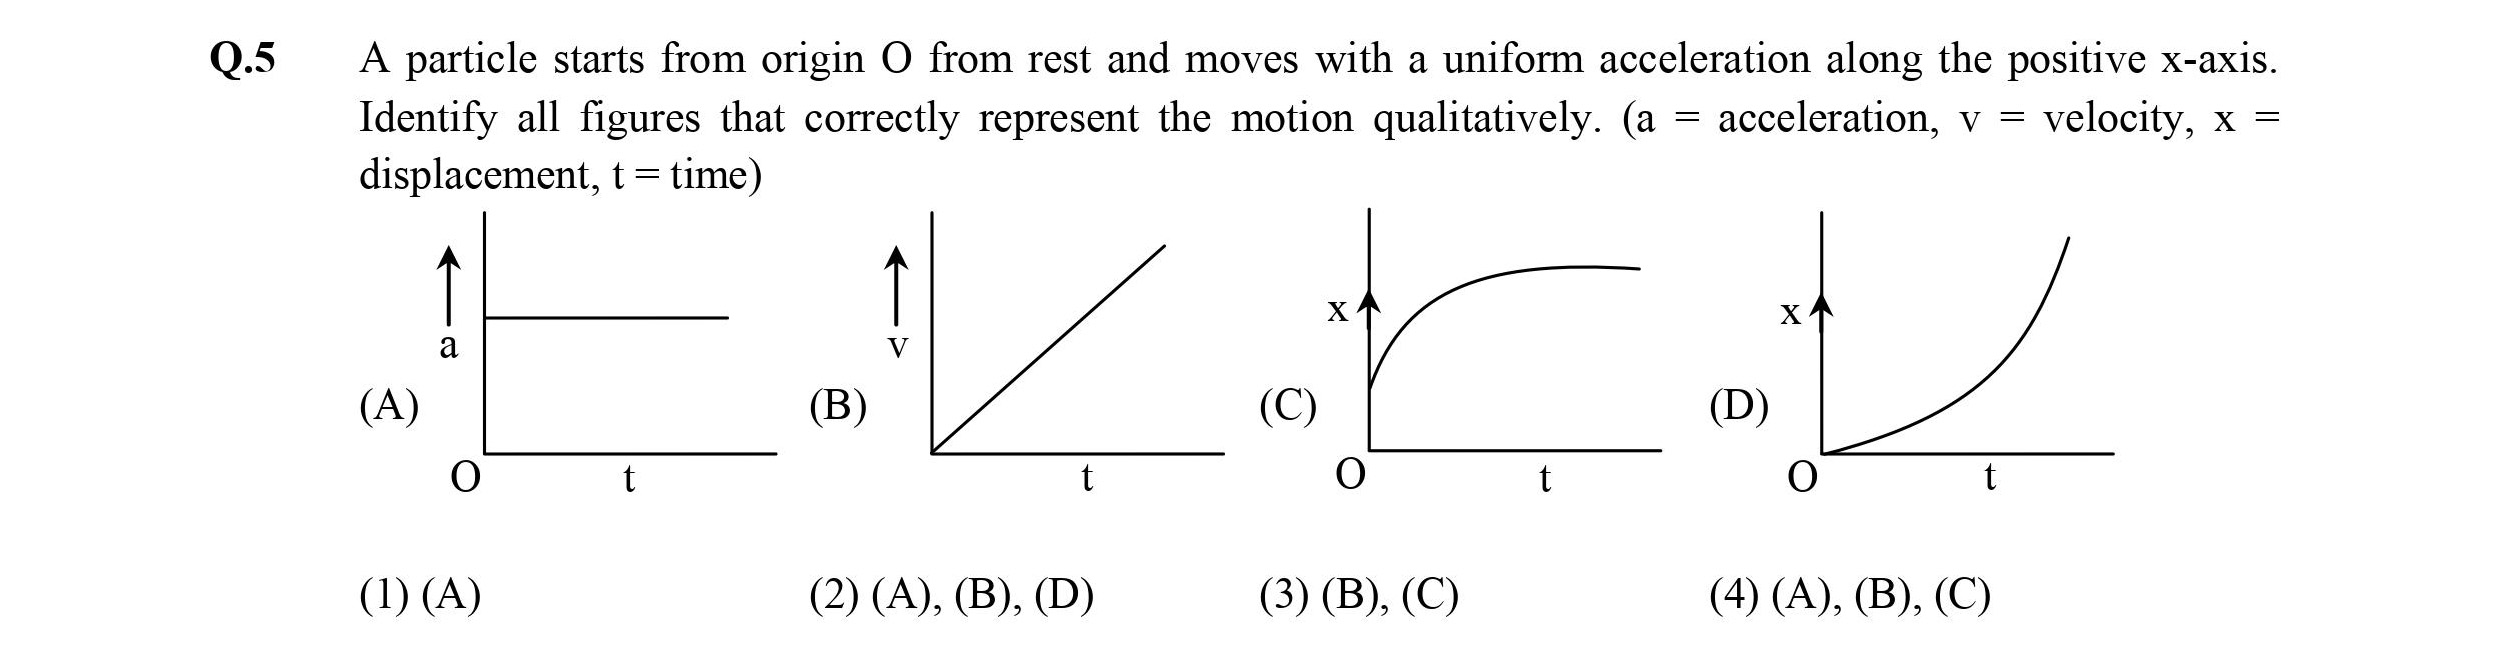 Q.5 A particle starts from origin O from rest and moves with a uniform acceleration along the positive x-axis.
Identify all figures that correctly represent the motion qualitatively. (a = acceleration, v = velocity, x =
displacement, t = time)
(A) a O t
(B) v t
(C) x O t
(D) x O t
(1) (A) (2) (A), (B), (D) (3) (B), (C) (4) (A), (B), (C)